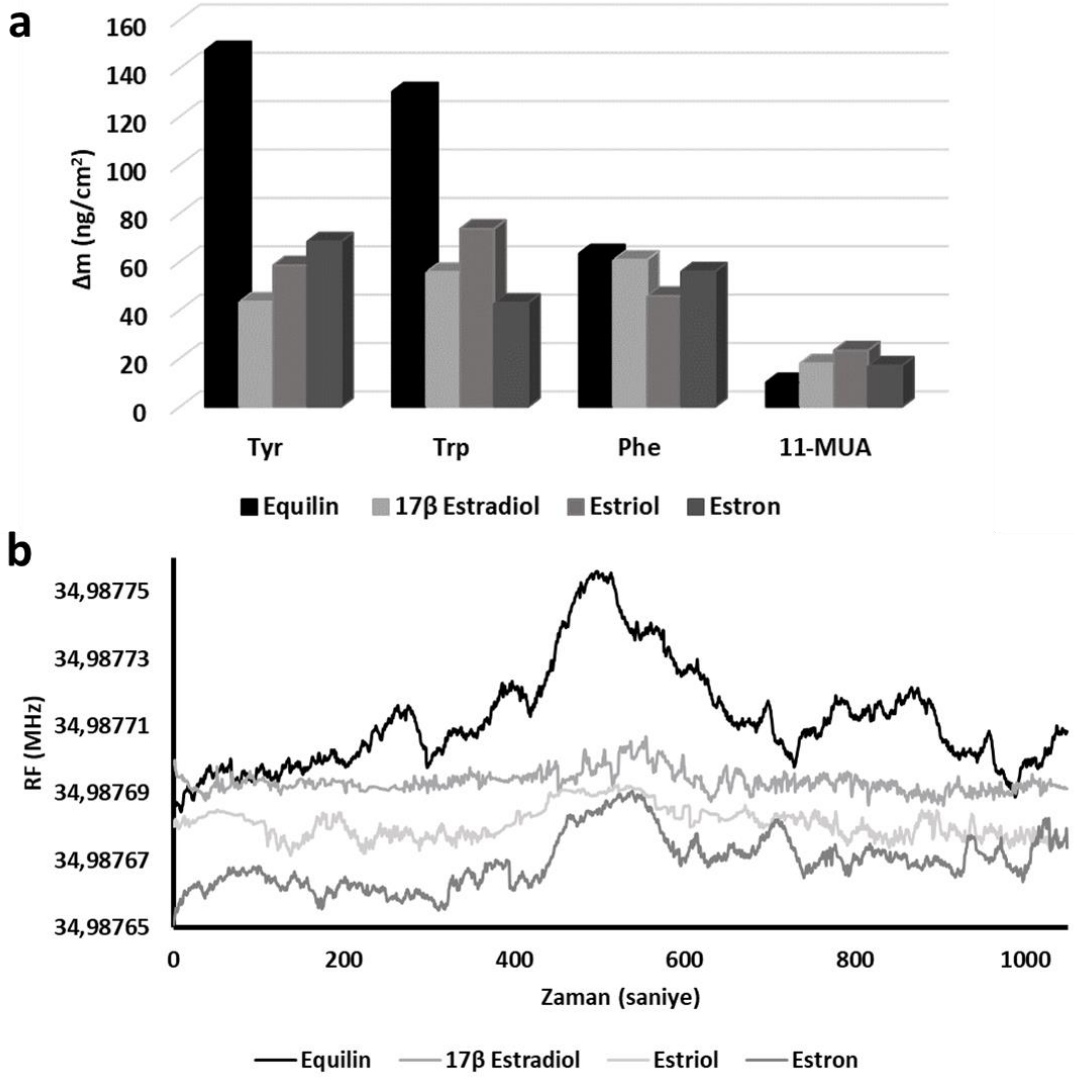 a
160
140
120
100
80
60
40
20
0
Δm (ng/cm²)
Tyr Trp Phe 11-MUA
Equilin 17β Estradiol Estriol Estron
b
34,98775
34,98773
34,98771
34,98769
34,98767
34,98765
RF (MHz)
0 200 400 600 800 1000
Zaman (saniye)
Equilin 17β Estradiol Estriol Estron